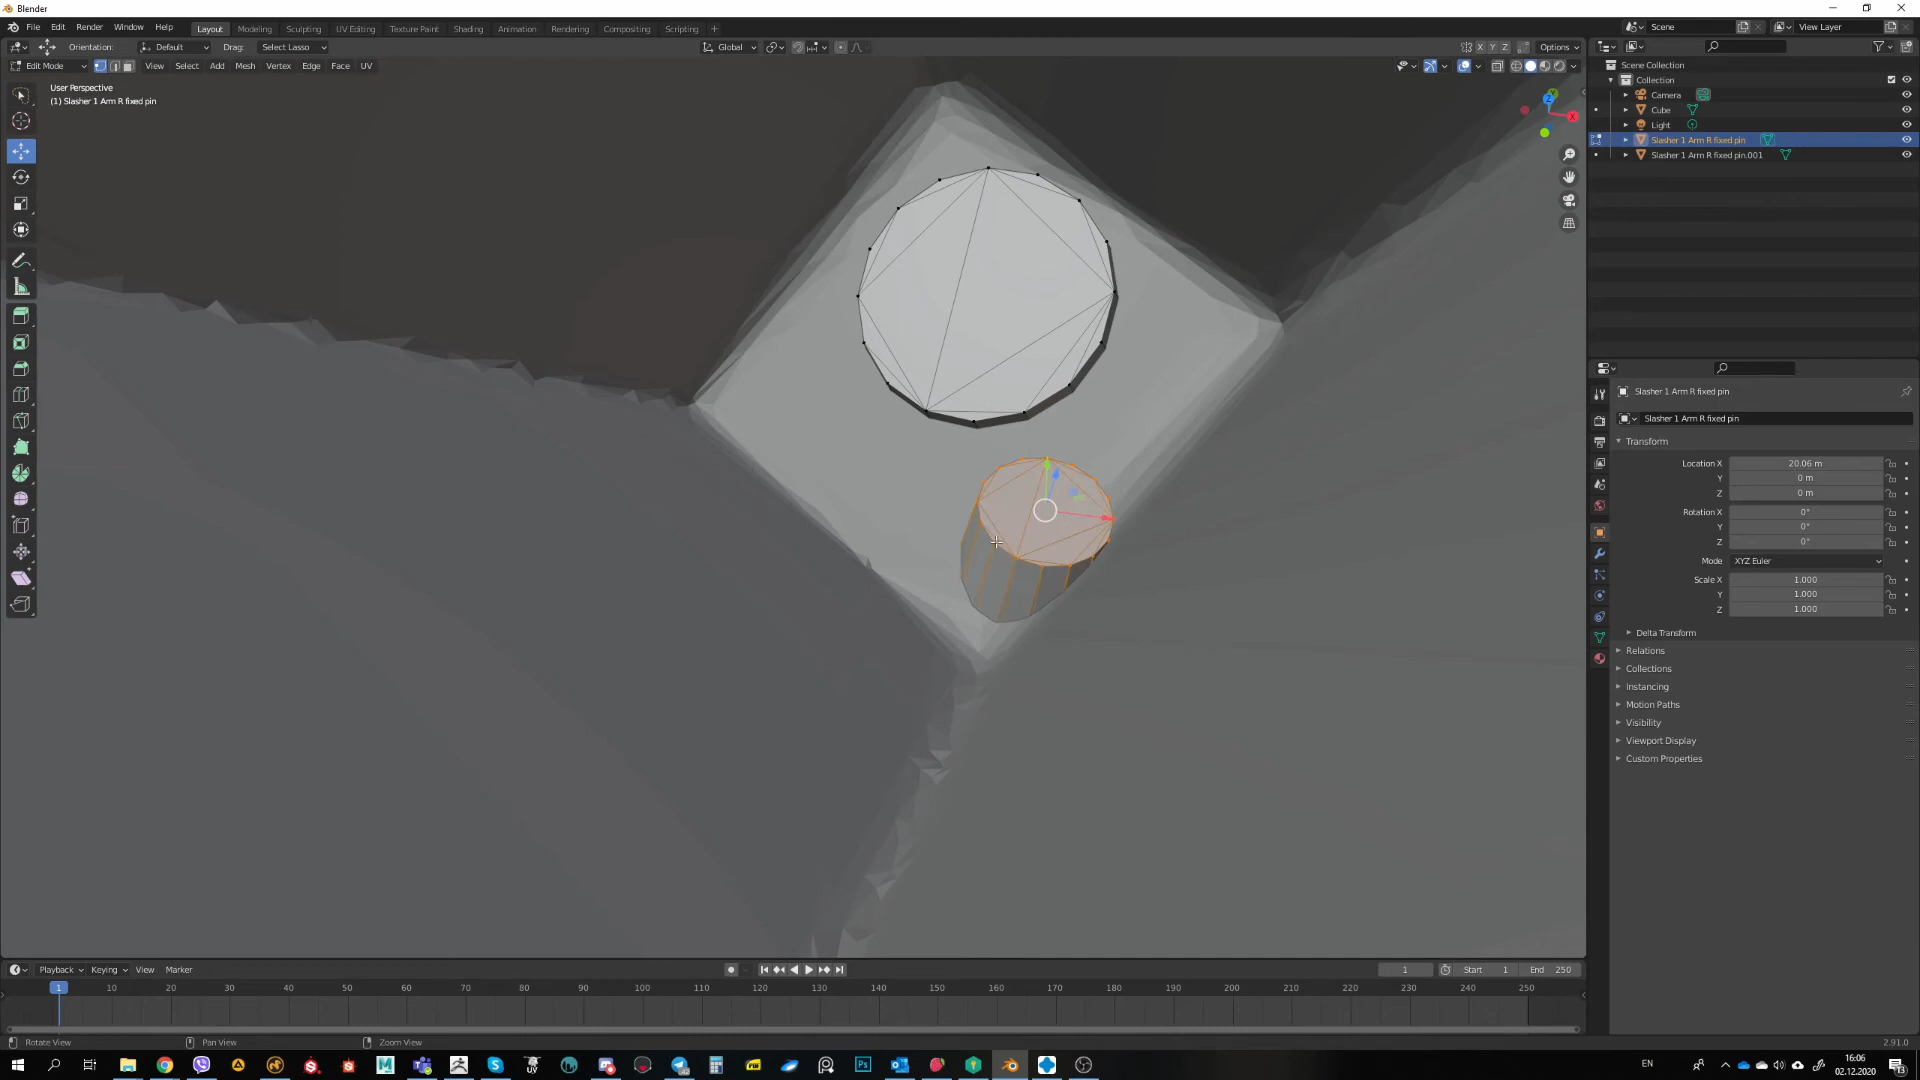 Blender
File Edit Render Window Help
Layout Modeling Sculpting UV Editing Texture Paint Shading Animation Rendering Compositing Scripting +
Scene
View Layer
Orientation: Default Drag: Select Lasso
Global
X Y Z
Options
Edit Mode View Select Add Mesh Vertex Edge Face UV
User Perspective
(1) Slasher 1 Arm R fixed pin
Y
Z
X
Scene Collection
Collection
Camera
Cube
Light
Slasher 1 Arm R fixed pin
Slasher 1 Arm R fixed pin.001
Slasher 1 Arm R fixed pin
Slasher 1 Arm R fixed pin
Transform
Location X 20.06 m
Y 0 m
Z 0 m
Rotation X 0°
Y 0°
Z 0°
Mode XYZ Euler
Scale X 1.000
Y 1.000
Z 1.000
Delta Transform
Relations
Collections
Instancing
Motion Paths
Visibility
Viewport Display
Custom Properties
Playback Keying View Marker
1
Start 1 End 250
1 10 20 30 40 50 60 70 80 90 100 110 120 130 140 150 160 170 180 190 200 210 220 230 240 250
Rotate View Pan View Zoom View
2.91.0
UV
Ps
EN
16:06
02.12.2020